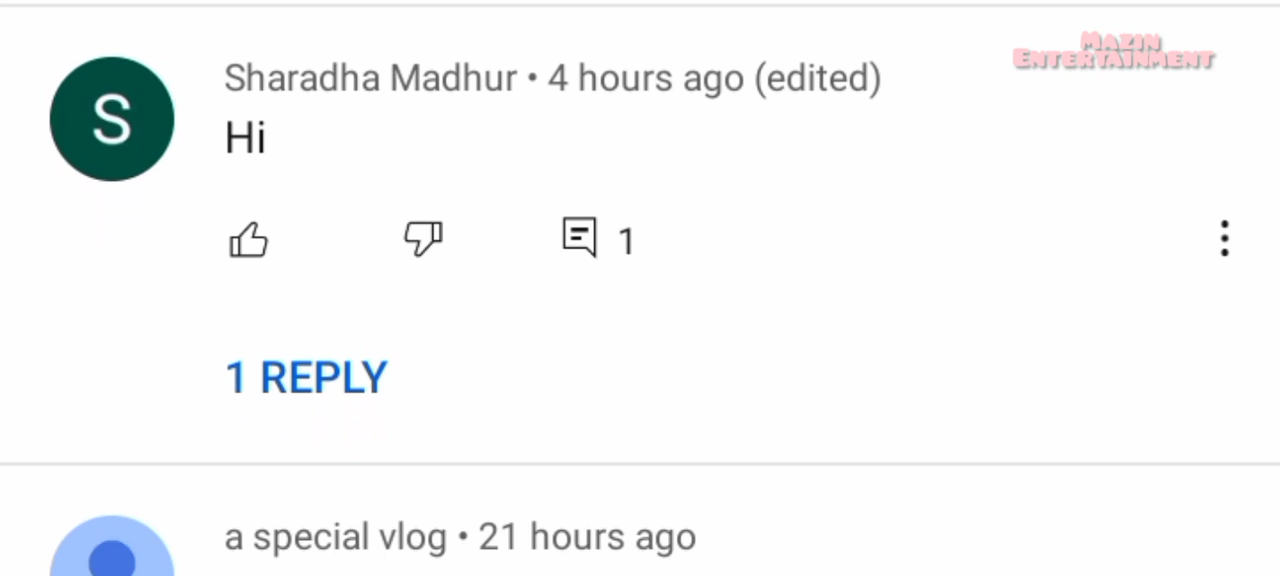 Mazin
Entertainment
S
Sharadha Madhur • 4 hours ago (edited)
Hi
1
1 REPLY
a special vlog • 21 hours ago